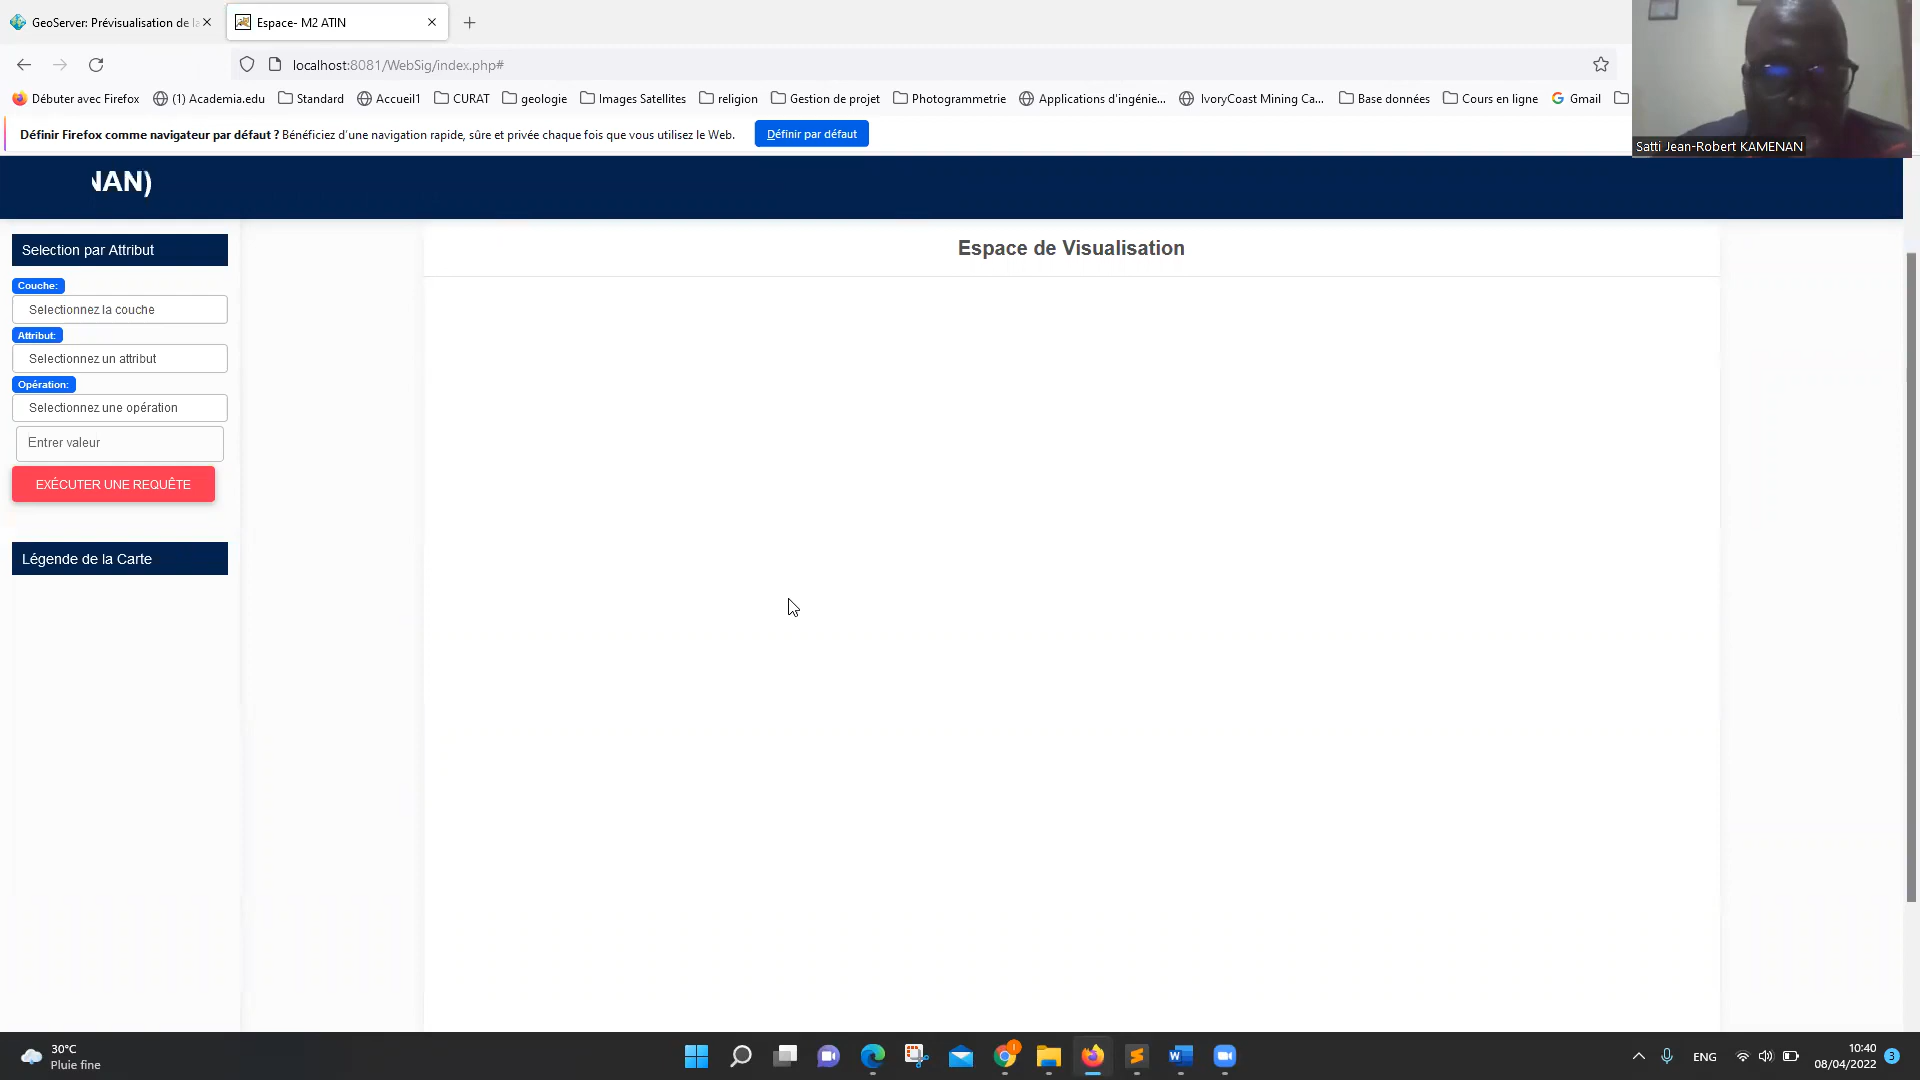 GeoServer: Prévisualisation de la
Espace- M2 ATIN
localhost:8081/WebSig/index.php#
Débuter avec Firefox
(1) Academia.edu
Standard
Accueil1
CURAT
geologie
Images Satellites
religion
Gestion de projet
Photogrammetrie
Applications d'ingénie...
IvoryCoast Mining Ca...
Base données
Cours en ligne
Gmail
Définir Firefox comme navigateur par défaut ? Bénéficiez d'une navigation rapide, sûre et privée chaque fois que vous utilisez le Web.
Définir par défaut
Satti Jean-Robert KAMENAN
NAN)
Selection par Attribut
Couche:
Selectionnez la couche
Attribut:
Selectionnez un attribut
Opération:
Selectionnez une opération
Entrer valeur
EXÉCUTER UNE REQUÊTE
Légende de la Carte
Espace de Visualisation
30°C
Pluie fine
ENG
10:40
08/04/2022
3